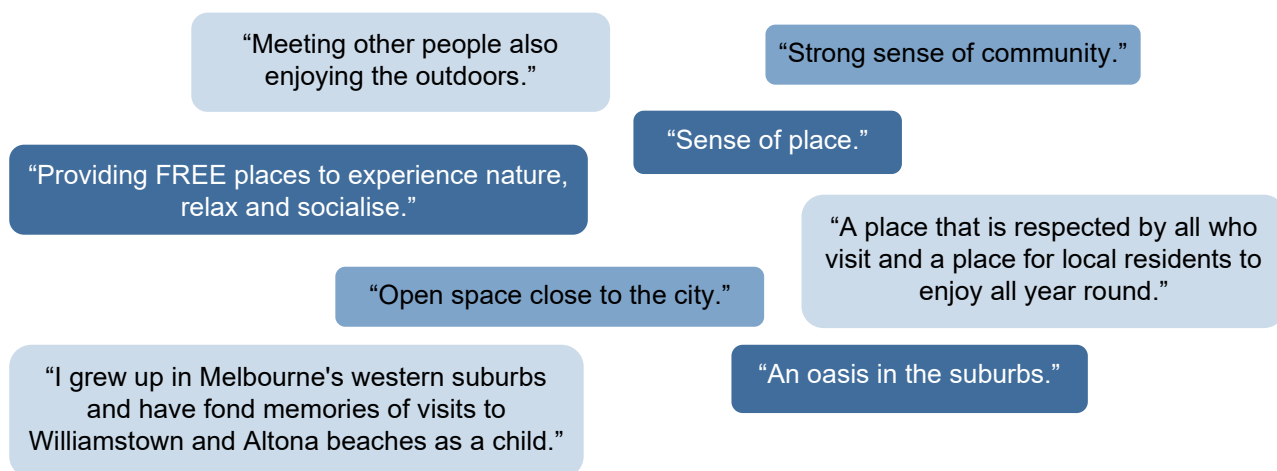 “Meeting other people also
enjoying the outdoors.”
“Strong sense of community.”
“Sense of place.”
“Providing FREE places to experience nature,
relax and socialise.”
“A place that is respected by all who
visit and a place for local residents to
enjoy all year round.”
“Open space close to the city.”
“I grew up in Melbourne's western suburbs
and have fond memories of visits to
Williamstown and Altona beaches as a child.”
“An oasis in the suburbs.”